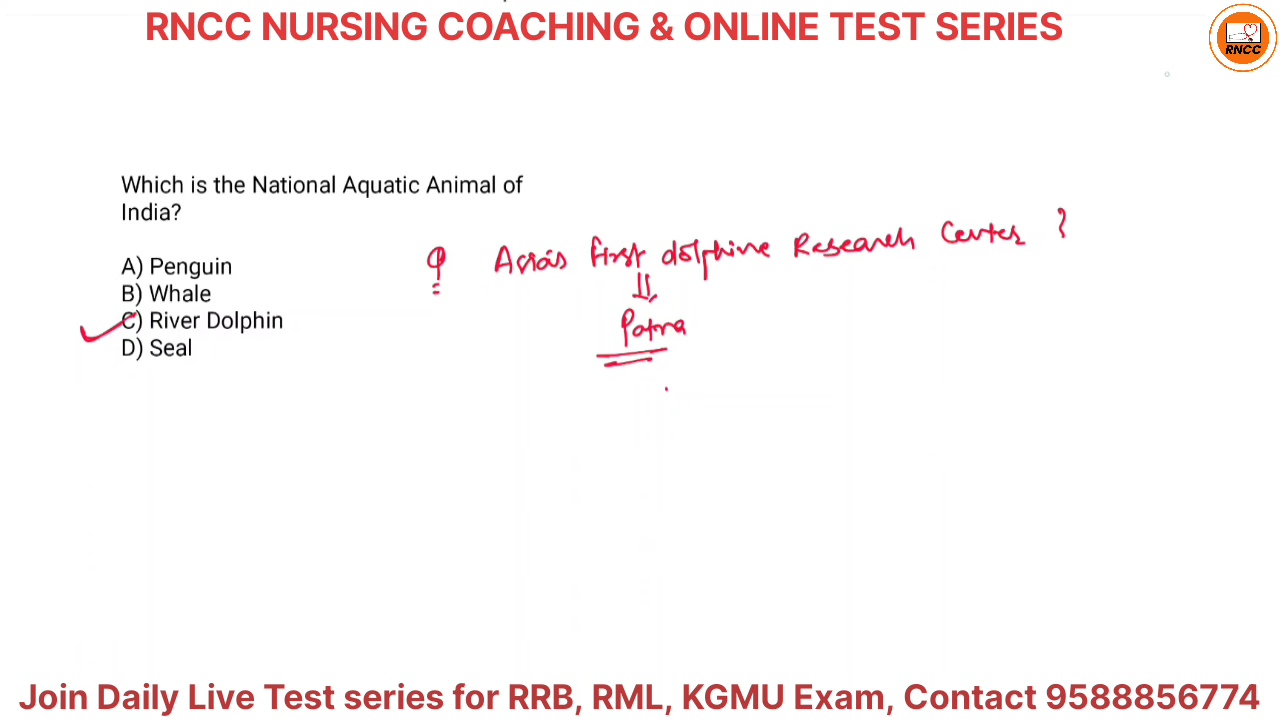 RNCC NURSING COACHING & ONLINE TEST SERIES
RNCC
Which is the National Aquatic Animal of
India?
A) Penguin
B) Whale
C) River Dolphin
D) Seal
Q Asia's first dolphine Research Center ?
Patna
Join Daily Live Test series for RRB, RML, KGMU Exam, Contact 9588856774